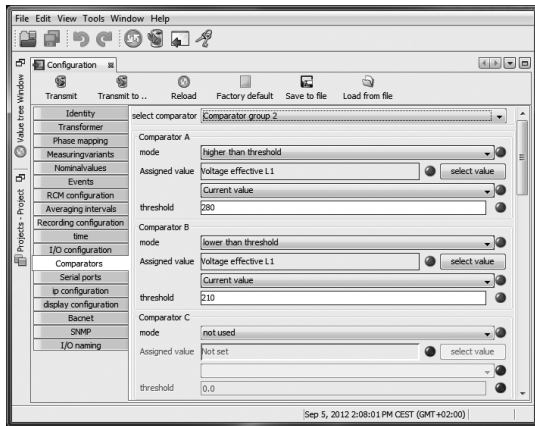 File Edit View Tools Window Help
Configuration
Transmit Transmit to .. Reload Factory default Save to file Load from file
Value tree Window
Projects - Project
Identity
Transformer
Phase mapping
Measuringvariants
Nominalvalues
Events
RCM configuration
Averaging intervals
Recording configuration
time
I/O configuration
Comparators
Serial ports
ip configuration
display configuration
Bacnet
SNMP
I/O naming
select comparator Comparator group 2
Comparator A
mode higher than threshold
Assigned value Voltage effective L1 select value
Current value
threshold 280
Comparator B
mode lower than threshold
Assigned value Voltage effective L1 select value
Current value
threshold 210
Comparator C
mode not used
Assigned value Not set select value
threshold 0.0
Sep 5, 2012 2:08:01 PM CEST (GMT+02:00)